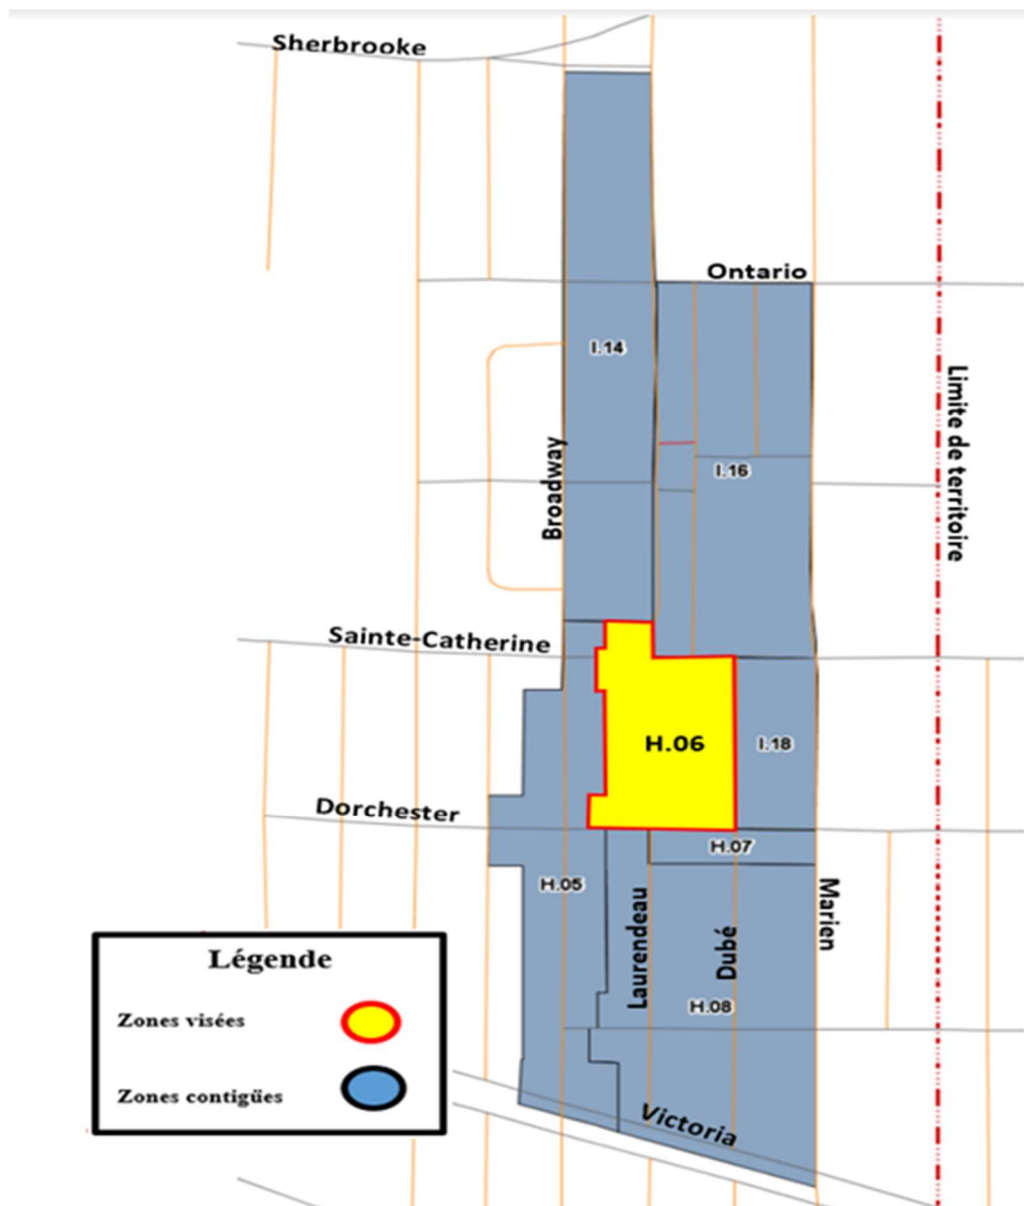 Sherbrooke
Ontario
I.14
Limite de territoire
Broadway
I.16
Sainte-Catherine
H.06
I.18
Dorchester
H.07
H.05
Marien
Laurendeau
Dubé
H.08
Légende
Zones visées
Zones contigües
Victoria